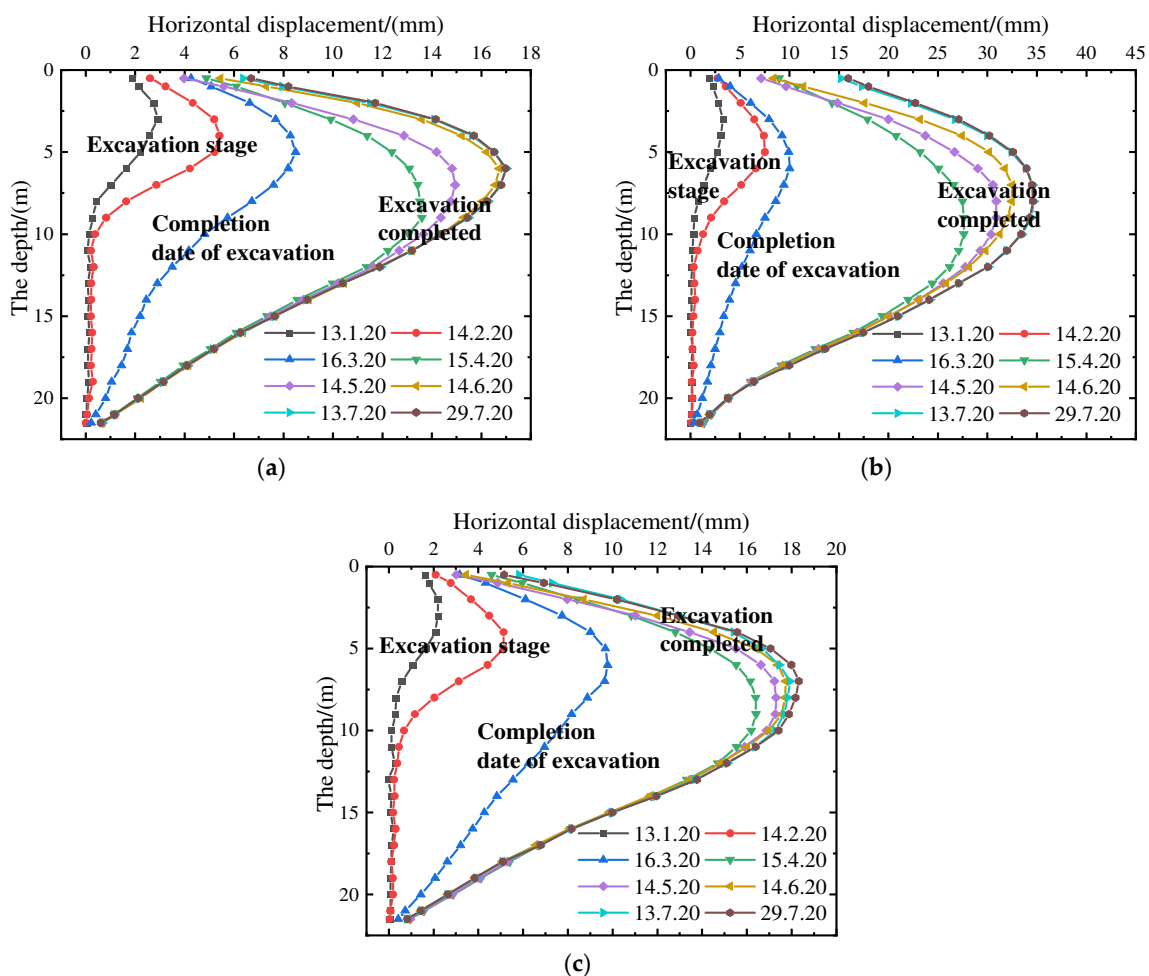 Horizontal displacement/(mm)
0 2 4 6 8 10 12 14 16 18
The depth/(m)
0
5
10
15
20
Excavation stage
Completion
date of excavation
Excavation
completed
13.1.20 14.2.20
16.3.20 15.4.20
14.5.20 14.6.20
13.7.20 29.7.20
(a)
Horizontal displacement/(mm)
0 5 10 15 20 25 30 35 40 45
The depth/(m)
0
5
10
15
20
Excavation
stage
Completion
date of excavation
Excavation
completed
13.1.20 14.2.20
16.3.20 15.4.20
14.5.20 14.6.20
13.7.20 29.7.20
(b)
Horizontal displacement/(mm)
0 2 4 6 8 10 12 14 16 18 20
The depth/(m)
0
5
10
15
20
Excavation
completed
Excavation stage
Completion
date of excavation
13.1.20 14.2.20
16.3.20 15.4.20
14.5.20 14.6.20
13.7.20 29.7.20
(c)